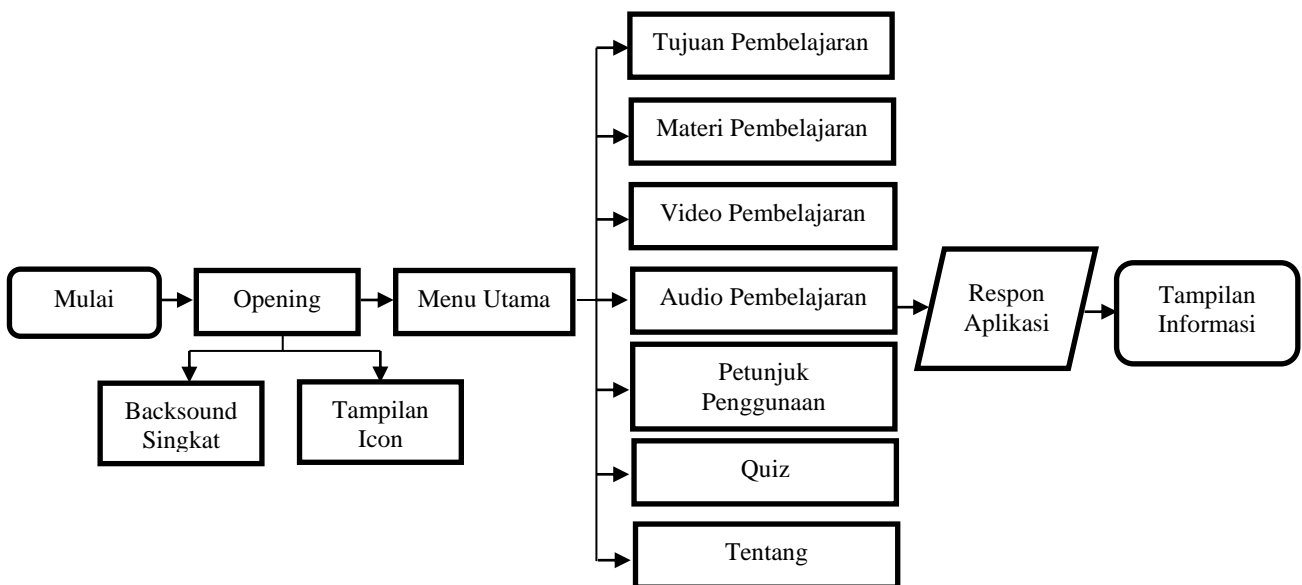 Tujuan Pembelajaran
Materi Pembelajaran
Video Pembelajaran
Mulai
Opening
Menu Utama
Audio Pembelajaran
Respon
Aplikasi
Tampilan
Informasi
Backsound
Singkat
Tampilan
Icon
Petunjuk
Penggunaan
Quiz
Tentang